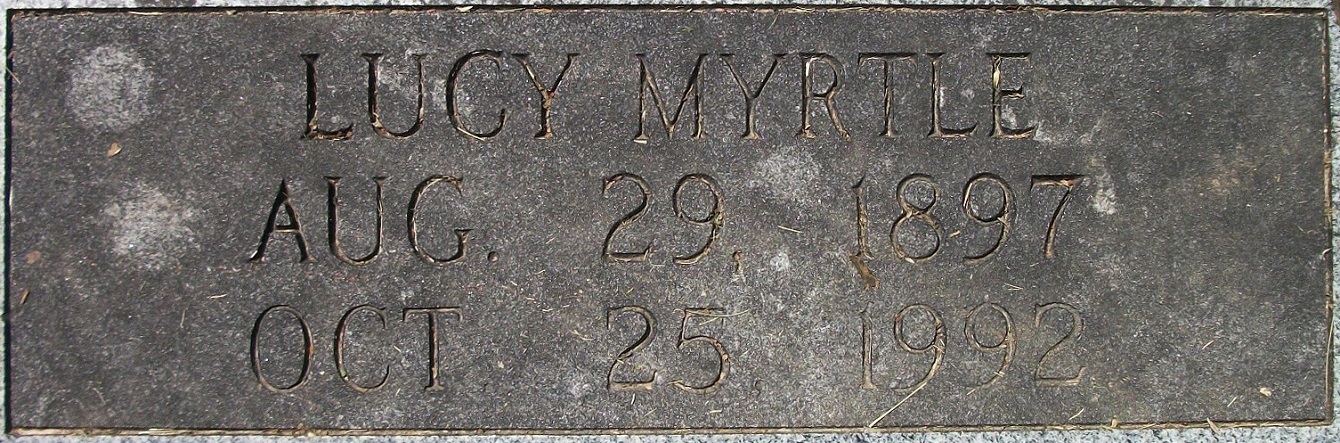 LUCY MYRTLE
AUG. 29, 1897
OCT 25, 1992